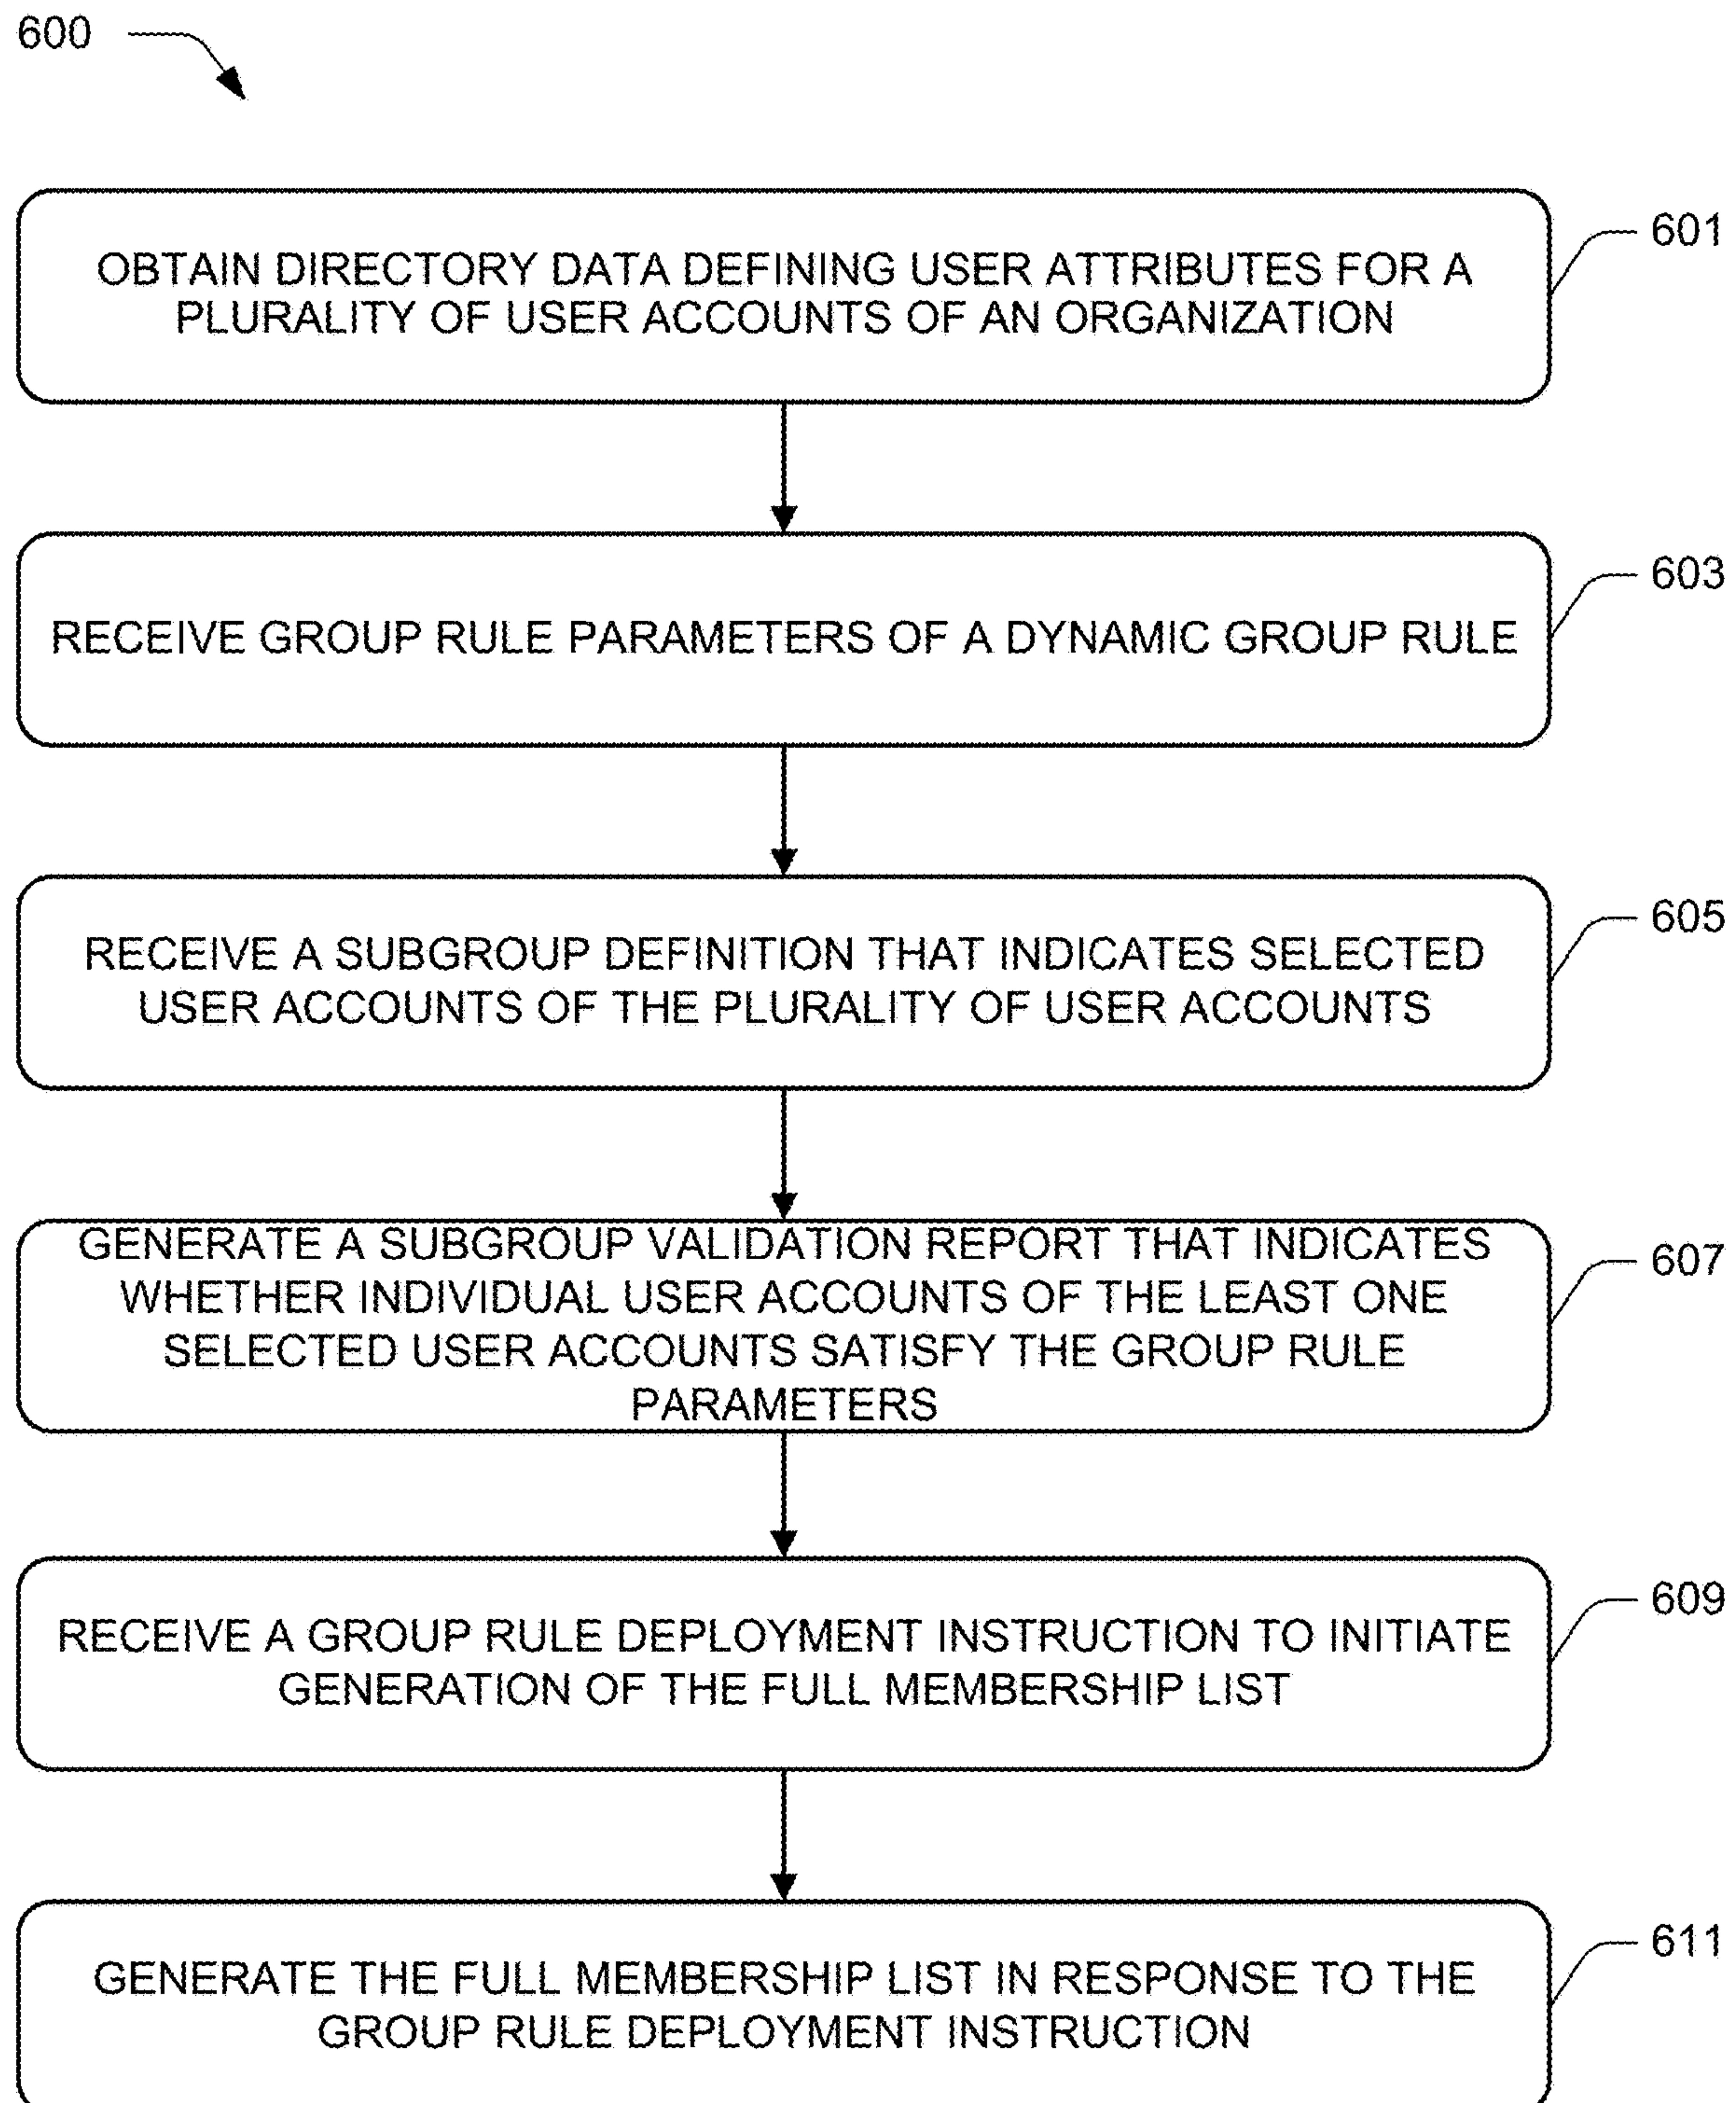 600
OBTAIN DIRECTORY DATA DEFINING USER ATTRIBUTES FOR A
PLURALITY OF USER ACCOUNTS OF AN ORGANIZATION
601
RECEIVE GROUP RULE PARAMETERS OF A DYNAMIC GROUP RULE
603
RECEIVE A SUBGROUP DEFINITION THAT INDICATES SELECTED
USER ACCOUNTS OF THE PLURALITY OF USER ACCOUNTS
605
GENERATE A SUBGROUP VALIDATION REPORT THAT INDICATES
WHETHER INDIVIDUAL USER ACCOUNTS OF THE LEAST ONE
SELECTED USER ACCOUNTS SATISFY THE GROUP RULE
PARAMETERS
607
RECEIVE A GROUP RULE DEPLOYMENT INSTRUCTION TO INITIATE
GENERATION OF THE FULL MEMBERSHIP LIST
609
GENERATE THE FULL MEMBERSHIP LIST IN RESPONSE TO THE
GROUP RULE DEPLOYMENT INSTRUCTION
611